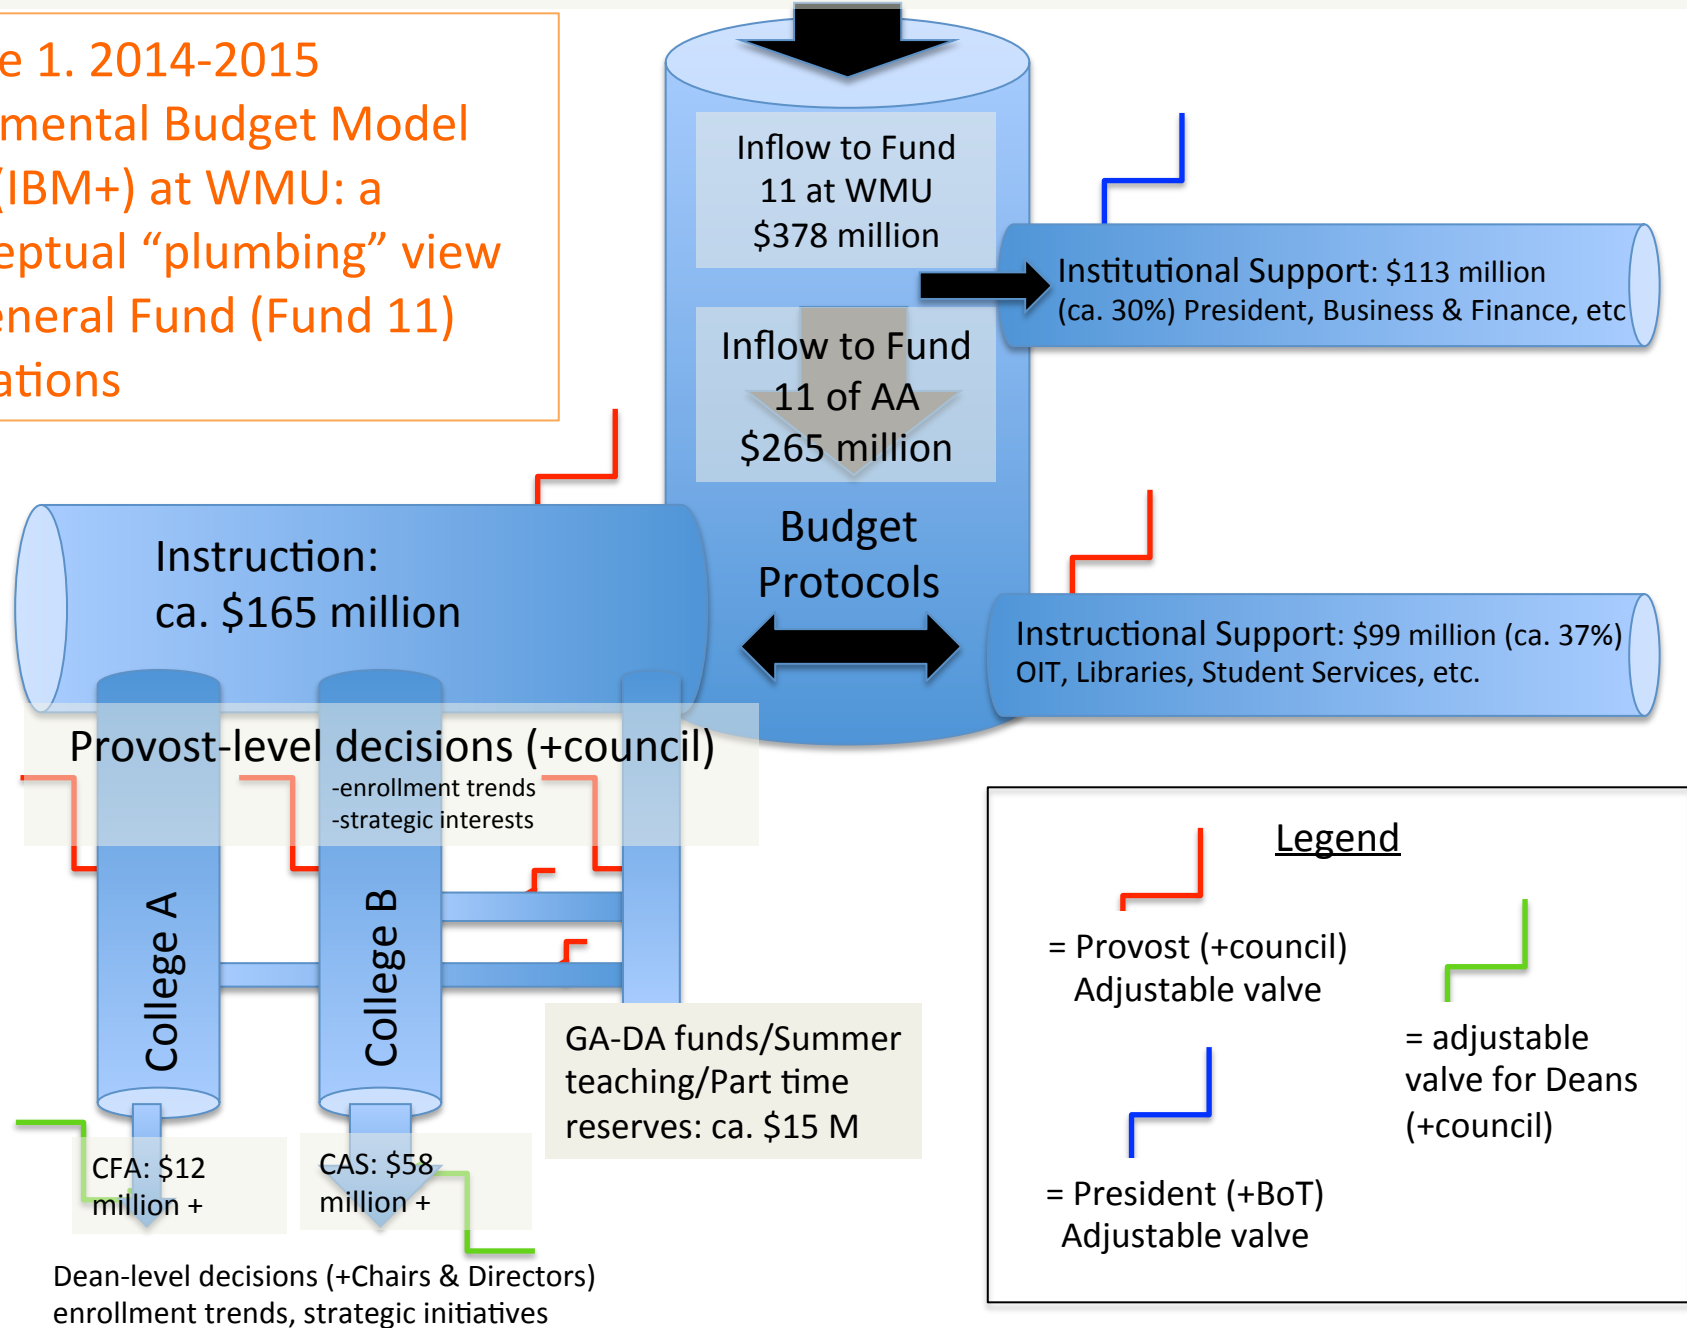 e 1. 2014-2015
mental Budget Model
(IBM+) at WMU: a
eptual “plumbing” view
eneral Fund (Fund 11)
ations
Inflow to Fund
11 at WMU
$378 million
Institutional Support: $113 million
(ca. 30%) President, Business & Finance, etc
Inflow to Fund
11 of AA
$265 million
Budget
Protocols
Instruction:
ca. $165 million
Instructional Support: $99 million (ca. 37%)
OIT, Libraries, Student Services, etc.
Provost-level decisions (+council)
-enrollment trends
-strategic interests
College A
College B
GA-DA funds/Summer
teaching/Part time
reserves: ca. $15 M
CFA: $12
million +
CAS: $58
million +
Dean-level decisions (+Chairs & Directors)
enrollment trends, strategic initiatives
Legend
= Provost (+council)
Adjustable valve
= adjustable
valve for Deans
(+council)
= President (+BoT)
Adjustable valve